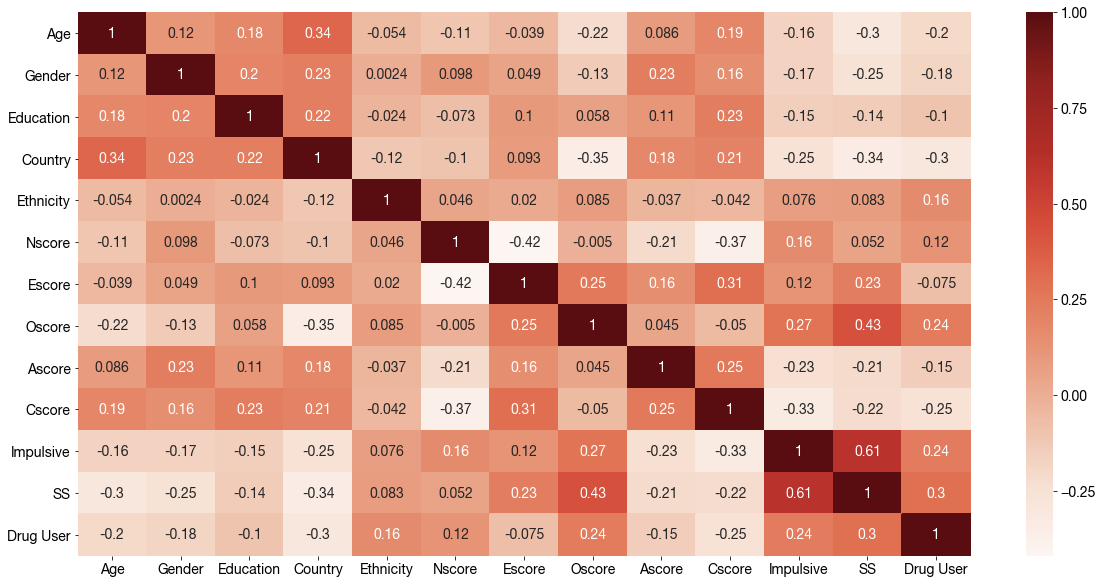 Age 1 0.12 0.18 0.34 -0.054 -0.11 -0.039 -0.22 0.086 0.19 -0.16 -0.3 -0.2
Gender 0.12 1 0.2 0.23 0.0024 0.098 0.049 -0.13 0.23 0.16 -0.17 -0.25 -0.18
Education 0.18 0.2 1 0.22 -0.024 -0.073 0.1 0.058 0.11 0.23 -0.15 -0.14 -0.1
Country 0.34 0.23 0.22 1 -0.12 -0.1 0.093 -0.35 0.18 0.21 -0.25 -0.34 -0.3
Ethnicity -0.054 0.0024 -0.024 -0.12 1 0.046 0.02 0.085 -0.037 -0.042 0.076 0.083 0.16
Nscore -0.11 0.098 -0.073 -0.1 0.046 1 -0.42 -0.005 -0.21 -0.37 0.16 0.052 0.12
Escore -0.039 0.049 0.1 0.093 0.02 -0.42 1 0.25 0.16 0.31 0.12 0.23 -0.075
Oscore -0.22 -0.13 0.058 -0.35 0.085 -0.005 0.25 1 0.045 -0.05 0.27 0.43 0.24
Ascore 0.086 0.23 0.11 0.18 -0.037 -0.21 0.16 0.045 1 0.25 -0.23 -0.21 -0.15
Cscore 0.19 0.16 0.23 0.21 -0.042 -0.37 0.31 -0.05 0.25 1 -0.33 -0.22 -0.25
Impulsive -0.16 -0.17 -0.15 -0.25 0.076 0.16 0.12 0.27 -0.23 -0.33 1 0.61 0.24
SS -0.3 -0.25 -0.14 -0.34 0.083 0.052 0.23 0.43 -0.21 -0.22 0.61 1 0.3
Drug User -0.2 -0.18 -0.1 -0.3 0.16 0.12 -0.075 0.24 -0.15 -0.25 0.24 0.3 1
Age Gender Education Country Ethnicity Nscore Escore Oscore Ascore Cscore Impulsive SS Drug User
1.00
0.75
0.50
0.25
0.00
-0.25